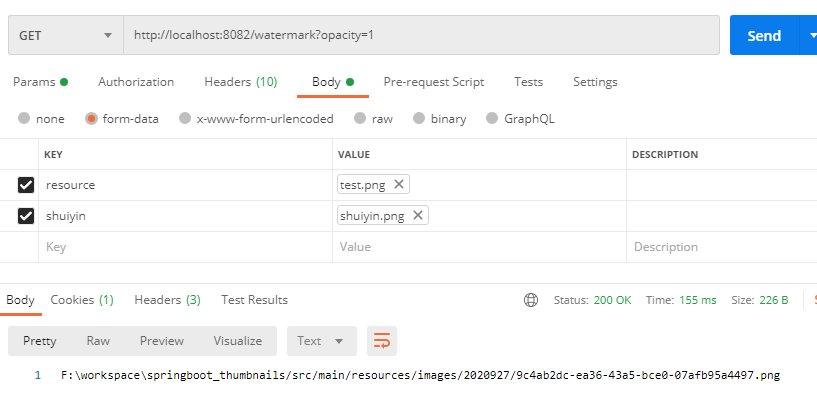 GET http://localhost:8082/watermark?opacity=1 Send
Params Authorization Headers (10) Body Pre-request Script Tests Settings
none form-data x-www-form-urlencoded raw binary GraphQL
KEY VALUE DESCRIPTION
resource test.png
shuiyin shuiyin.png
Key Value Description
Body Cookies (1) Headers (3) Test Results Status: 200 OK Time: 155 ms Size: 226 B
Pretty Raw Preview Visualize Text
1 F:\workspace\springboot_thumbnails/src/main/resources/images/2020927/9c4ab2dc-ea36-43a5-bce0-07afb95a4497.png